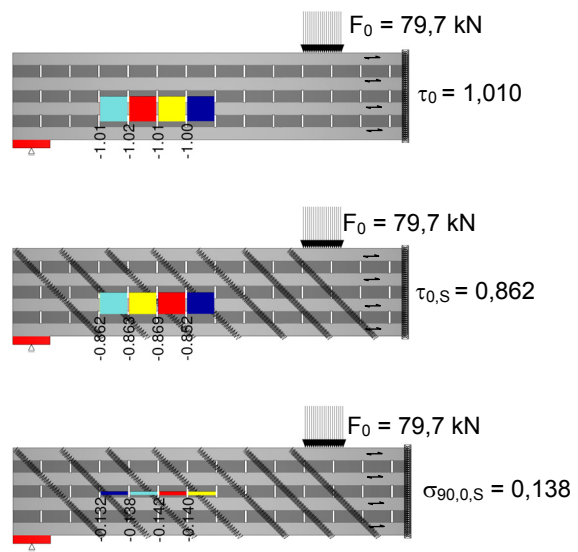 F₀ = 79,7 kN
τ₀ = 1,010
-1.01
-1.02
-1.01
-1.00
F₀ = 79,7 kN
τ₀,S = 0,862
-0.862
-0.863
-0.869
-0.852
F₀ = 79,7 kN
σ₉₀,₀,S = 0,138
-0.132
-0.138
-0.142
-0.140